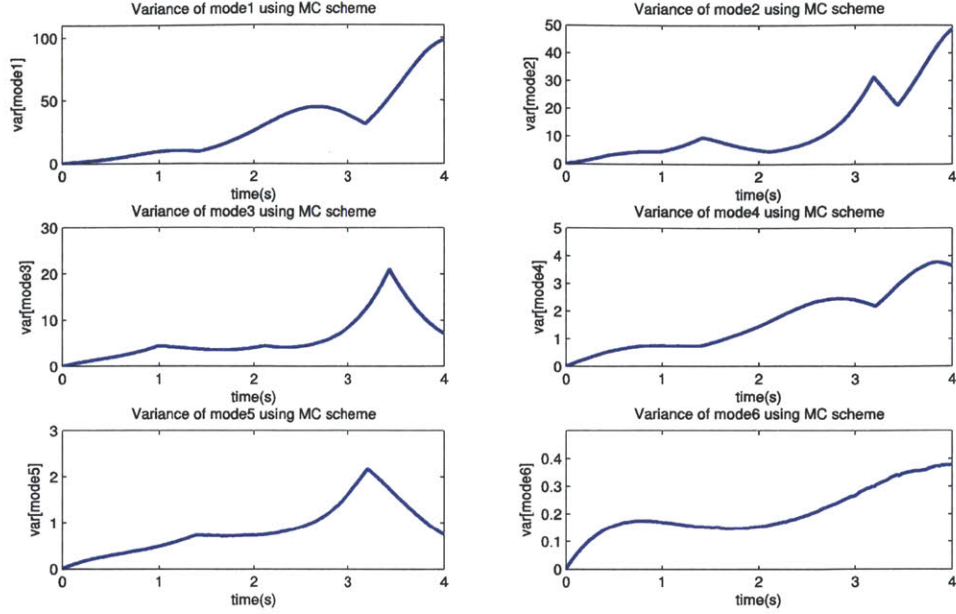 Variance of mode1 using MC scheme
var[mode1]
100
50
0
0 1 2 3 4
time(s)
Variance of mode2 using MC scheme
var[mode2]
50
40
30
20
10
0
0 1 2 3 4
time(s)
Variance of mode3 using MC scheme
var[mode3]
30
20
10
0
0 1 2 3 4
time(s)
Variance of mode4 using MC scheme
var[mode4]
5
4
3
2
1
0
0 1 2 3 4
time(s)
Variance of mode5 using MC scheme
var[mode5]
3
2
1
0
0 1 2 3 4
time(s)
Variance of mode6 using MC scheme
var[mode6]
0.4
0.3
0.2
0.1
0
0 1 2 3 4
time(s)